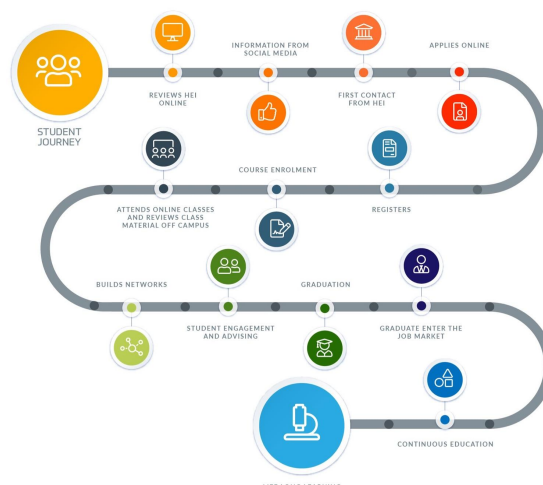 STUDENT
JOURNEY
REVIEWS HEI
ONLINE
INFORMATION FROM
SOCIAL MEDIA
FIRST CONTACT
FROM HEI
APPLIES ONLINE
REGISTERS
COURSE ENROLMENT
ATTENDS ONLINE CLASSES
AND REVIEWS CLASS
MATERIAL OFF CAMPUS
BUILDS NETWORKS
STUDENT ENGAGEMENT
AND ADVISING
GRADUATION
GRADUATE ENTER THE
JOB MARKET
CONTINUOUS EDUCATION